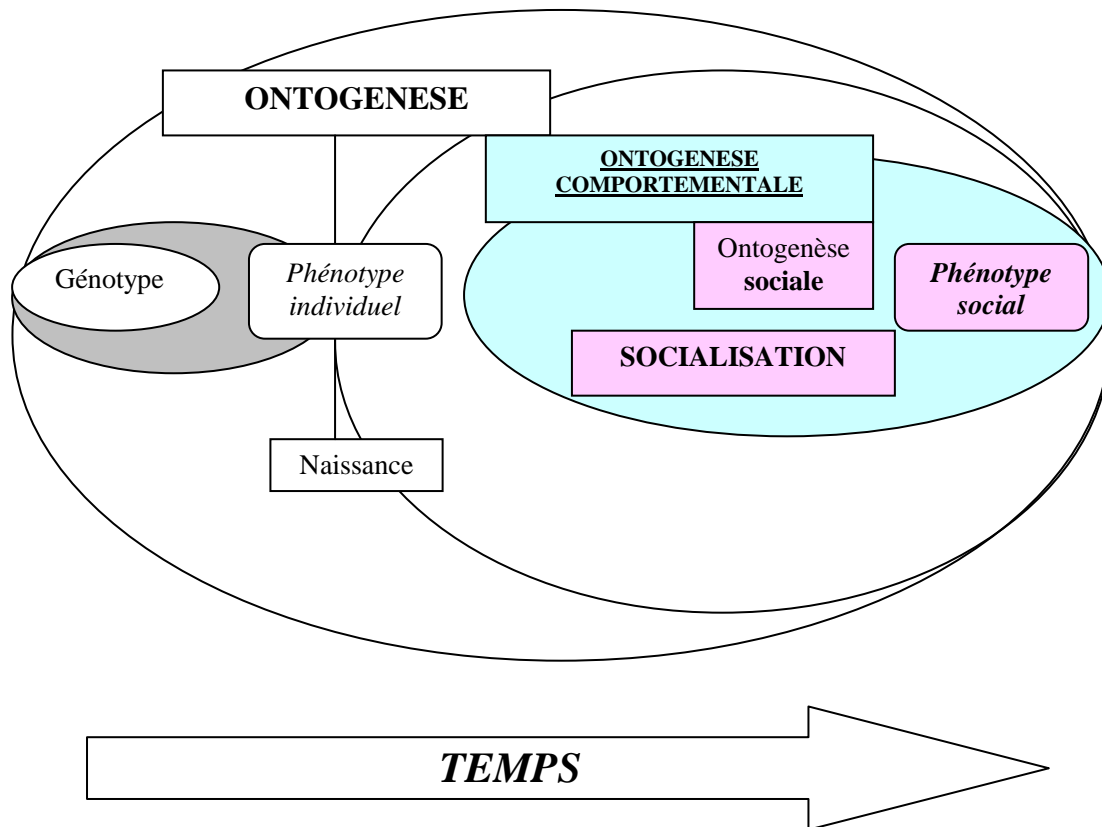 ONTOGENESE
ONTOGENESE
COMPORTEMENTALE
Génotype
Phénotype
individuel
Ontogenèse
sociale
Phénotype
social
SOCIALISATION
Naissance
TEMPS